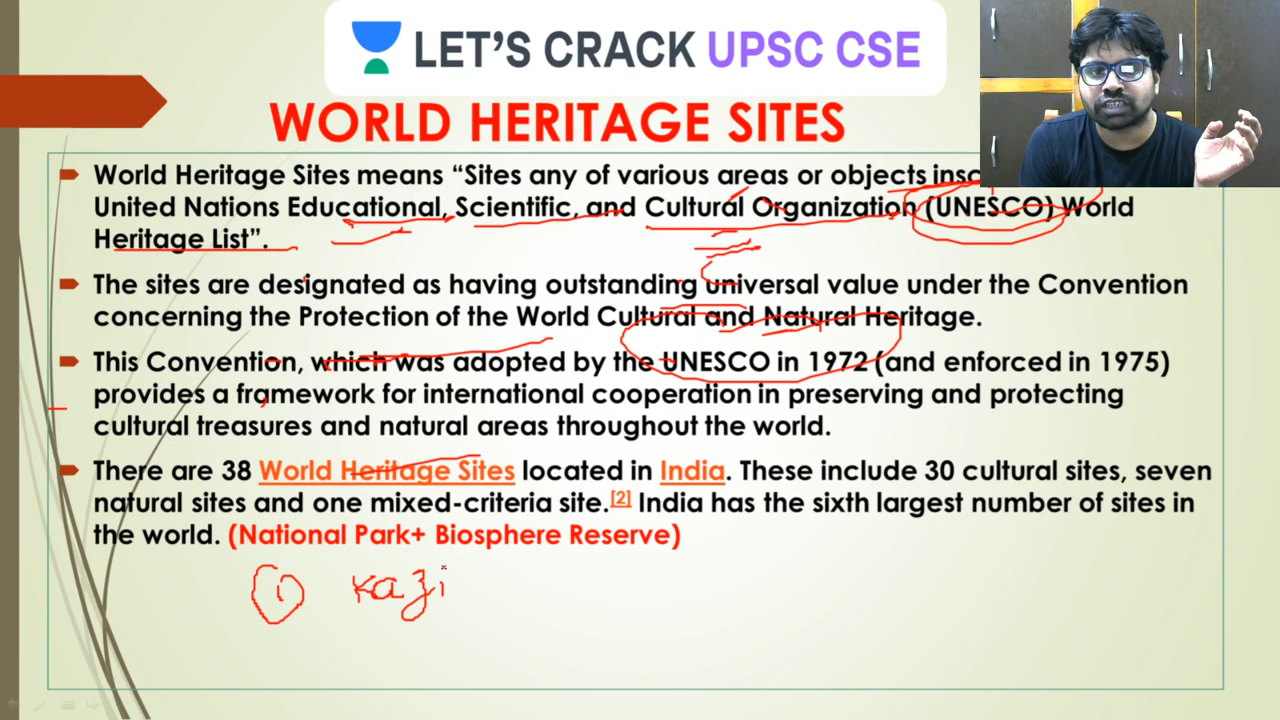 LET'S CRACK UPSC CSE
WORLD HERITAGE SITES
World Heritage Sites means “Sites any of various areas or objects
United Nations Educational, Scientific, and Cultural Organization (UNESCO) World
Heritage List”.
The sites are designated as having outstanding universal value under the Convention
concerning the Protection of the World Cultural and Natural Heritage.
This Convention, which was adopted by the UNESCO in 1972 (and enforced in 1975)
provides a framework for international cooperation in preserving and protecting
cultural treasures and natural areas throughout the world.
There are 38 World Heritage Sites located in India. These include 30 cultural sites, seven
natural sites and one mixed-criteria site.[2] India has the sixth largest number of sites in
the world. (National Park+ Biosphere Reserve)
1 Kazi